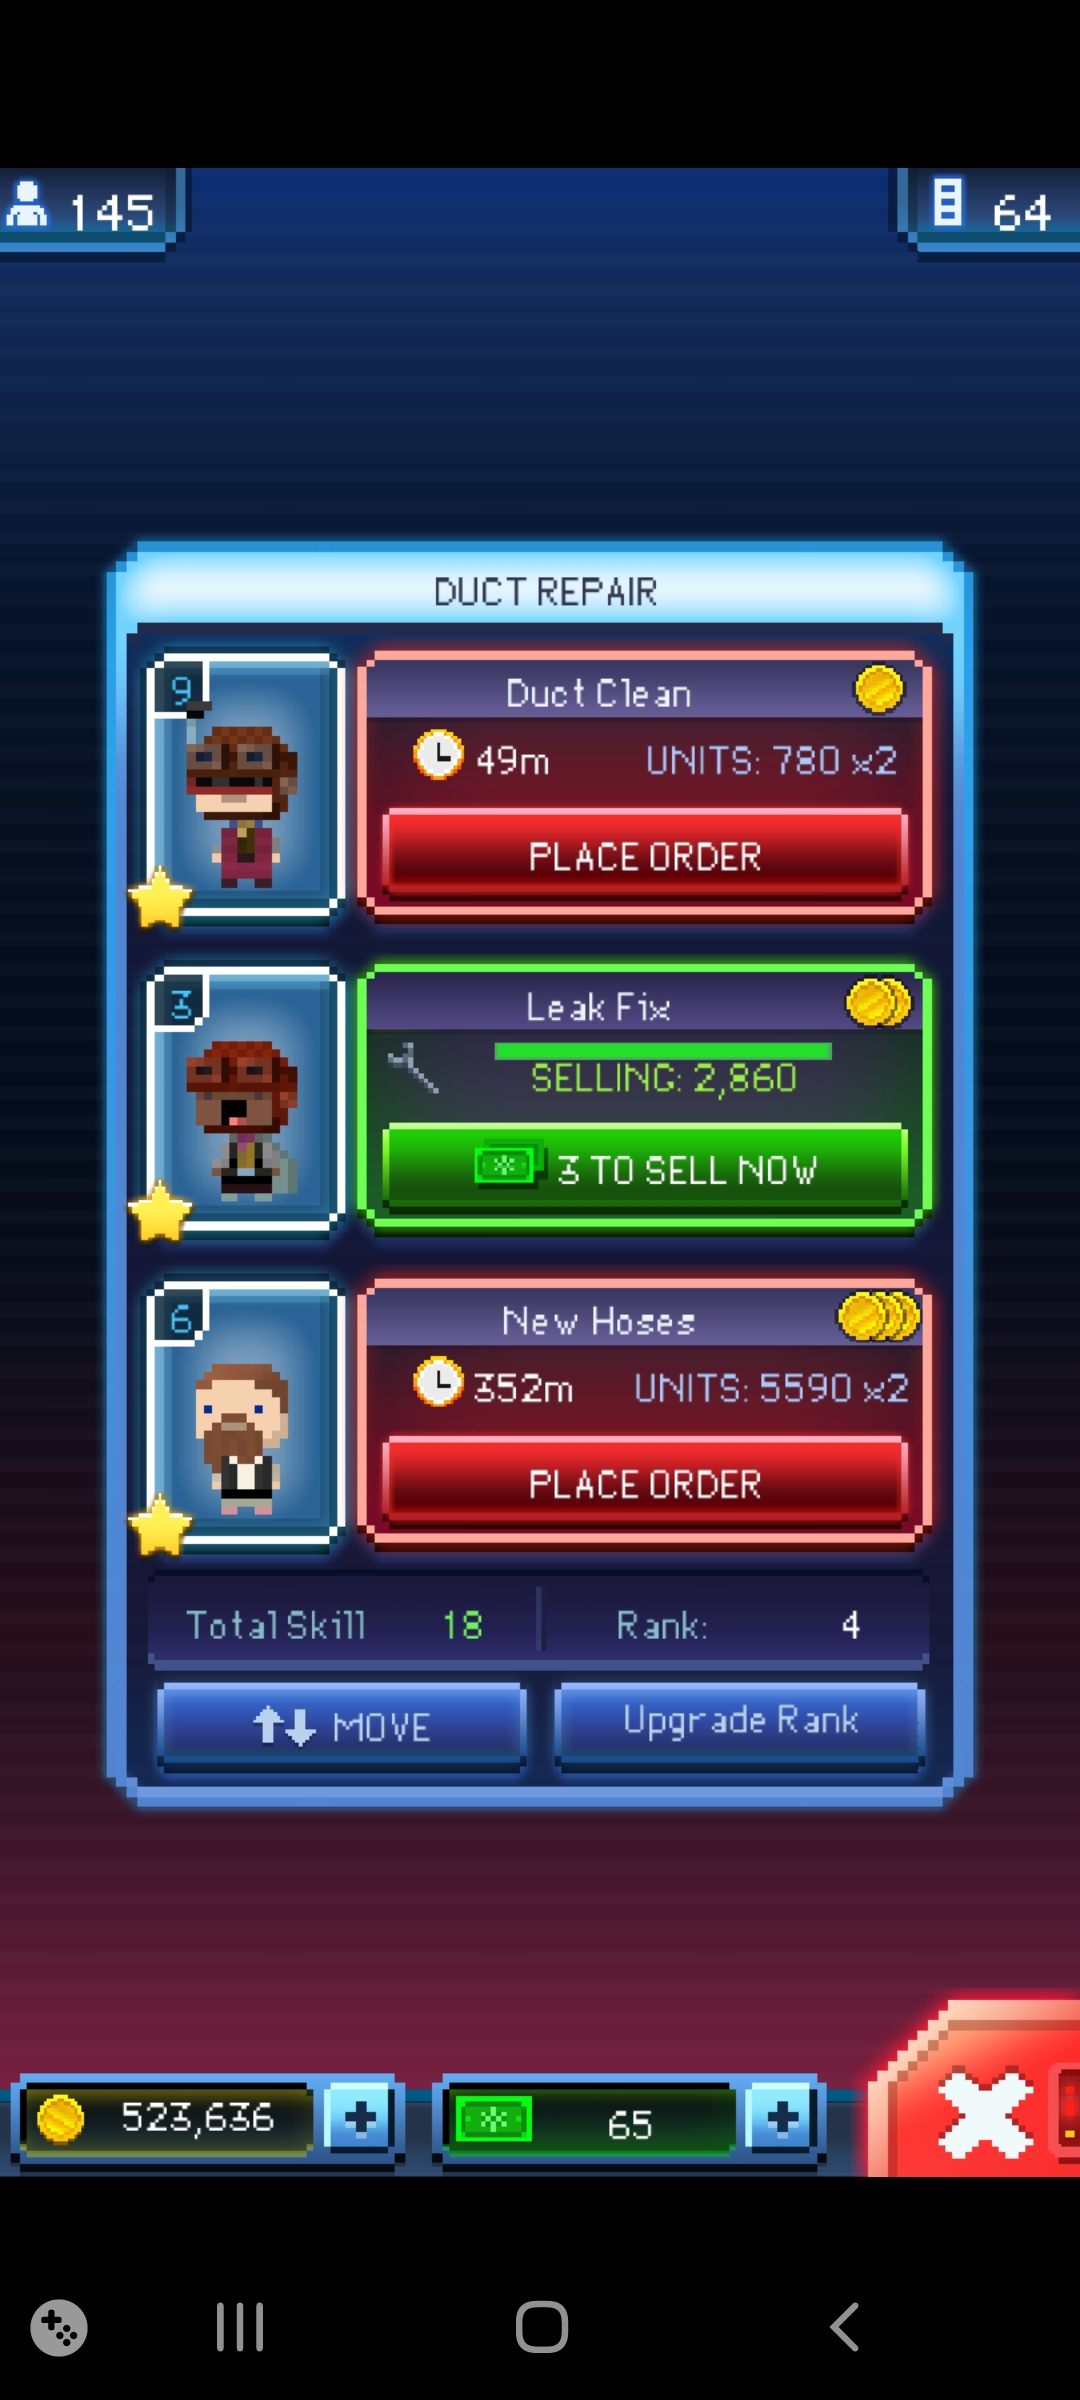 145
64
DUCT REPAIR
9
Duct Clean
49m UNITS: 780 x2
PLACE ORDER
3
Leak Fix
SELLING: 2,860
3 TO SELL NOW
6
New Hoses
352m UNITS: 5590 x2
PLACE ORDER
Total Skill 18 Rank: 4
MOVE Upgrade Rank
523,636 65